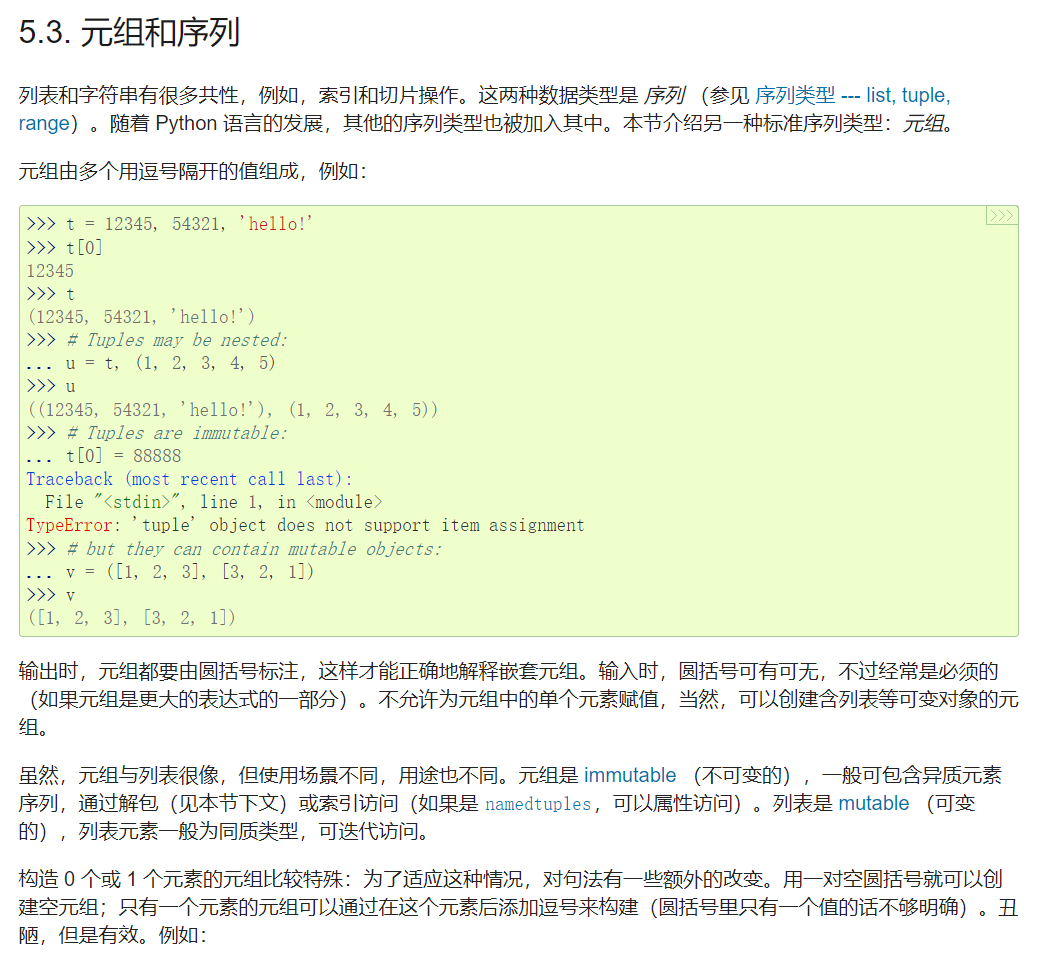 5.3. 元组和序列
列表和字符串有很多共性，例如，索引和切片操作。这两种数据类型是 序列 （参见 序列类型 --- list, tuple,
range）。随着 Python 语言的发展，其他的序列类型也被加入其中。本节介绍另一种标准序列类型：元组。
元组由多个用逗号隔开的值组成，例如：
>>>
>>> t = 12345, 54321, 'hello!'
>>> t[0]
12345
>>> t
(12345, 54321, 'hello!')
>>> # Tuples may be nested:
... u = t, (1, 2, 3, 4, 5)
>>> u
((12345, 54321, 'hello!'), (1, 2, 3, 4, 5))
>>> # Tuples are immutable:
... t[0] = 88888
Traceback (most recent call last):
  File "<stdin>", line 1, in <module>
TypeError: 'tuple' object does not support item assignment
>>> # but they can contain mutable objects:
... v = ([1, 2, 3], [3, 2, 1])
>>> v
([1, 2, 3], [3, 2, 1])
输出时，元组都要由圆括号标注，这样才能正确地解释嵌套元组。输入时，圆括号可有可无，不过经常是必须的
（如果元组是更大的表达式的一部分）。不允许为元组中的单个元素赋值，当然，可以创建含列表等可变对象的元
组。
虽然，元组与列表很像，但使用场景不同，用途也不同。元组是 immutable （不可变的），一般可包含异质元素
序列，通过解包（见本节下文）或索引访问（如果是 namedtuples，可以属性访问）。列表是 mutable （可变
的），列表元素一般为同质类型，可迭代访问。
构造 0 个或 1 个元素的元组比较特殊：为了适应这种情况，对句法有一些额外的改变。用一对空圆括号就可以创
建空元组；只有一个元素的元组可以通过在这个元素后添加逗号来构建（圆括号里只有一个值的话不够明确）。丑
陋，但是有效。例如：